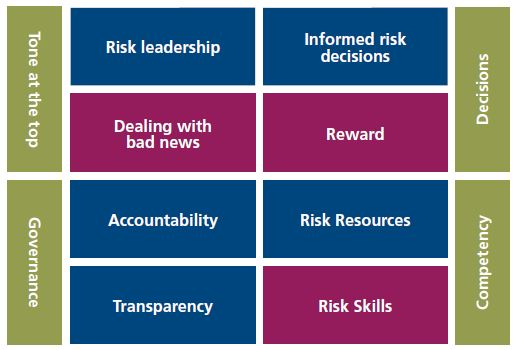 Tone at the top
Risk leadership
Informed risk
decisions
Decisions
Dealing with
bad news
Reward
Governance
Accountability
Risk Resources
Competency
Transparency
Risk Skills